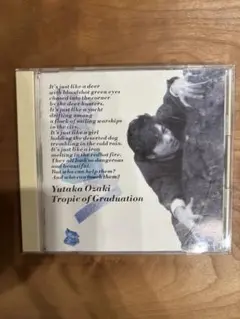 It's just like a deer
with bloodshot green eyes
chased into the corner
by the deer hunters.
It's just like a yacht
drifting among
a flock of sailing warships
in the
It's just like a girl
holding the deserted dog
trembling in the cold rain.
It's just like a iron
melting in the redhot fire.
They all look so dangerous
and beautiful.
But who can help them?
And who can touch them?
Yutaka Ozaki
Tropic of Graduation